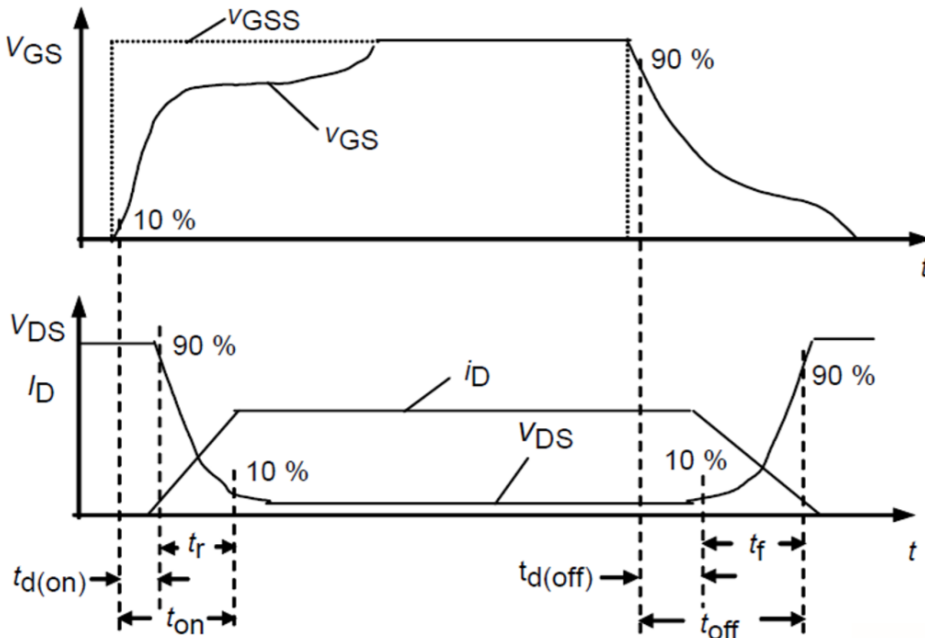 vGSS
VGS
90 %
vGS
10 %
t
VDS
90 %
ID
iD
90 %
VDS
10 %
10 %
tr
tf
t
td(on)
td(off)
ton
toff